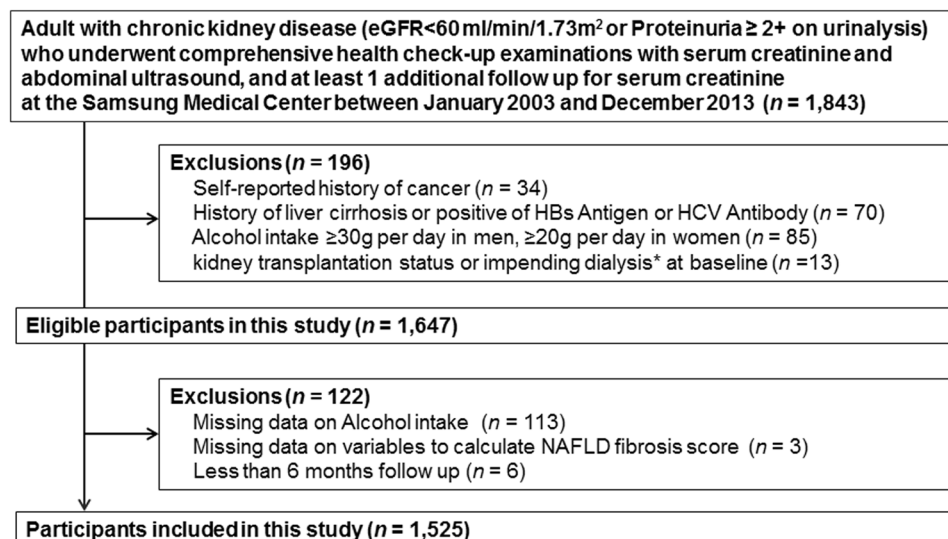 Adult with chronic kidney disease (eGFR<60 ml/min/1.73m² or Proteinuria ≥ 2+ on urinalysis)
who underwent comprehensive health check-up examinations with serum creatinine and
abdominal ultrasound, and at least 1 additional follow up for serum creatinine
at the Samsung Medical Center between January 2003 and December 2013 (n = 1,843)
Exclusions (n = 196)
Self-reported history of cancer (n = 34)
History of liver cirrhosis or positive of HBs Antigen or HCV Antibody (n = 70)
Alcohol intake ≥30g per day in men, ≥20g per day in women (n = 85)
kidney transplantation status or impending dialysis* at baseline (n =13)
Eligible participants in this study (n = 1,647)
Exclusions (n = 122)
Missing data on Alcohol intake (n = 113)
Missing data on variables to calculate NAFLD fibrosis score (n = 3)
Less than 6 months follow up (n = 6)
Participants included in this study (n = 1,525)